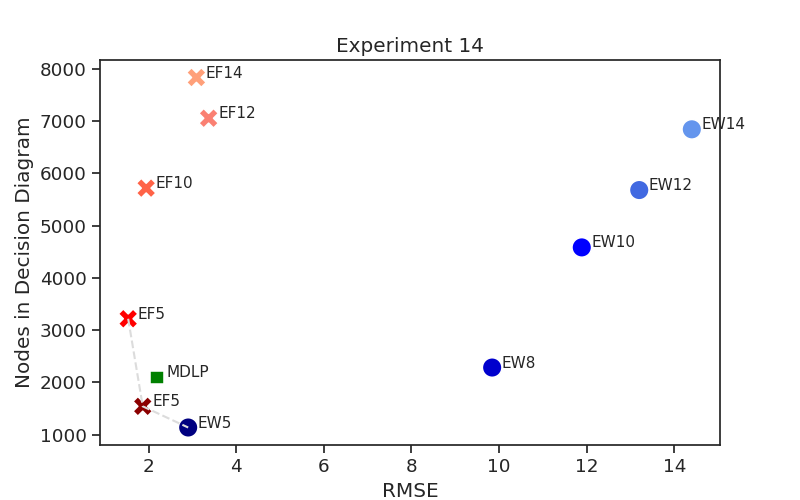 Experiment 14
Nodes in Decision Diagram
8000
7000
6000
5000
4000
3000
2000
1000
EF14
EF12
EF10
EF5
MDLP
EF5
EW5
EW14
EW12
EW10
EW8
2 4 6 8 10 12 14
RMSE